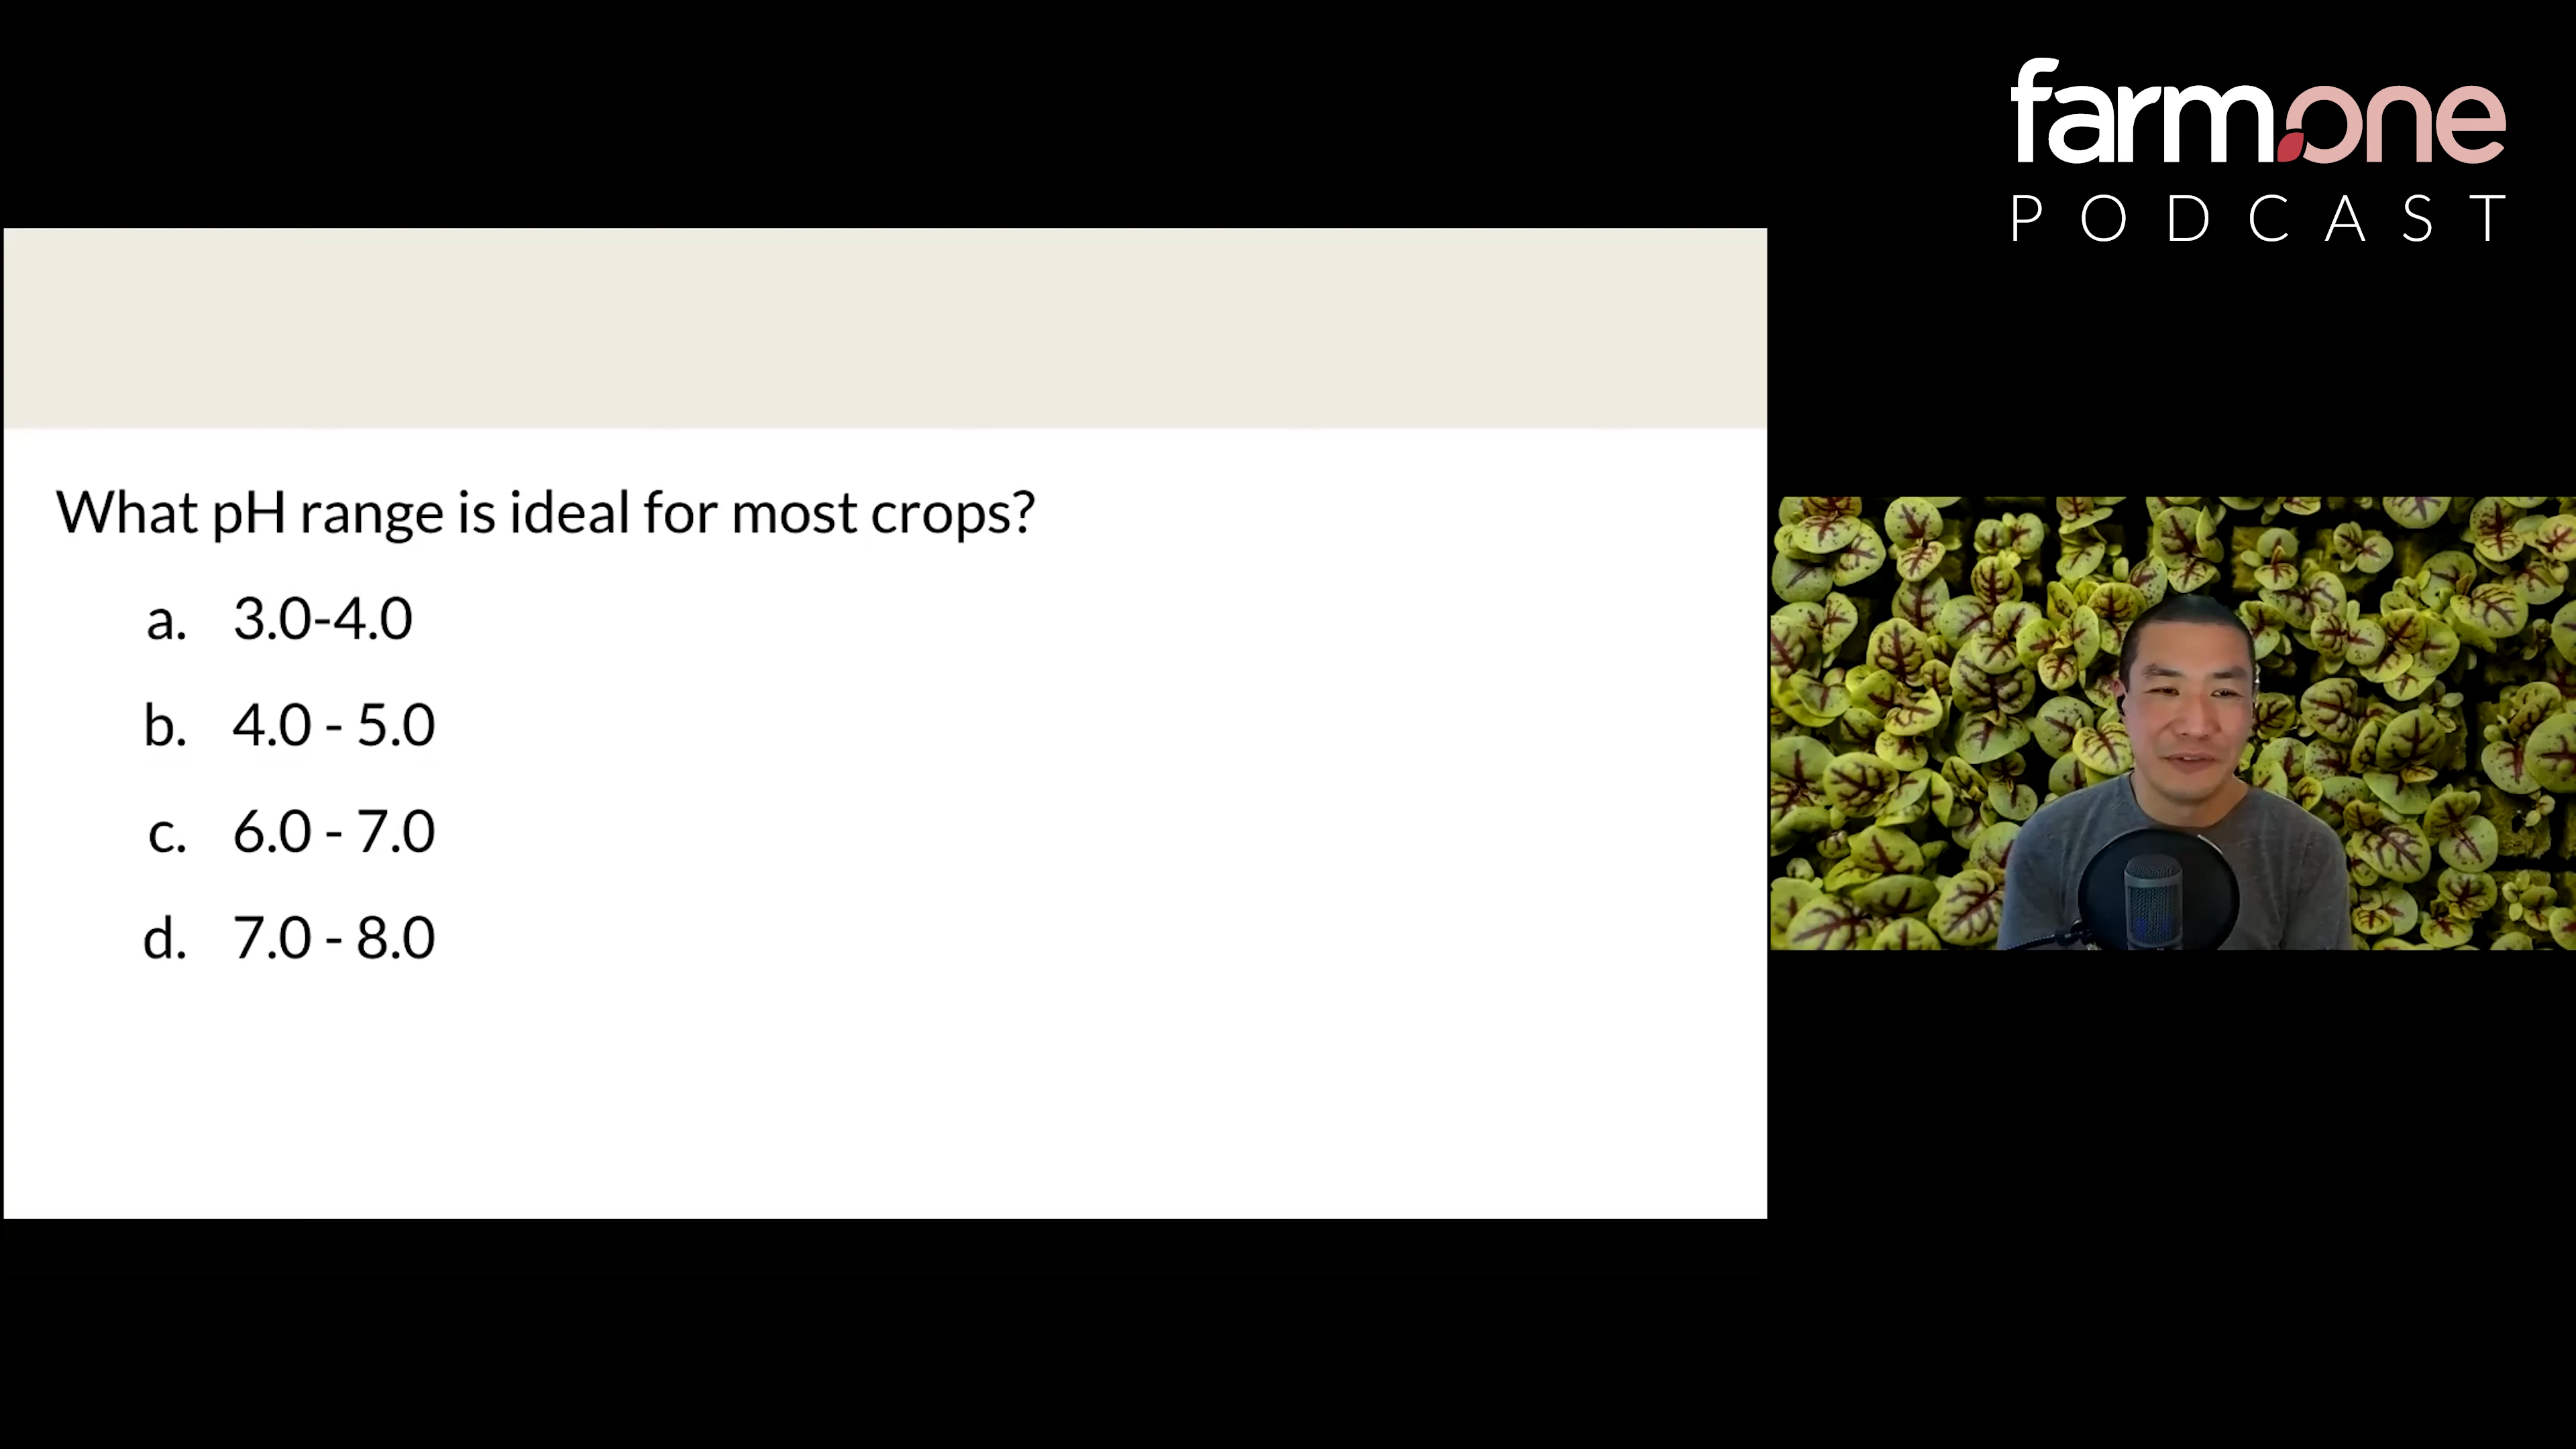 farm.one
PODCAST
What pH range is ideal for most crops?
a. 3.0-4.0
b. 4.0 - 5.0
c. 6.0 - 7.0
d. 7.0 - 8.0